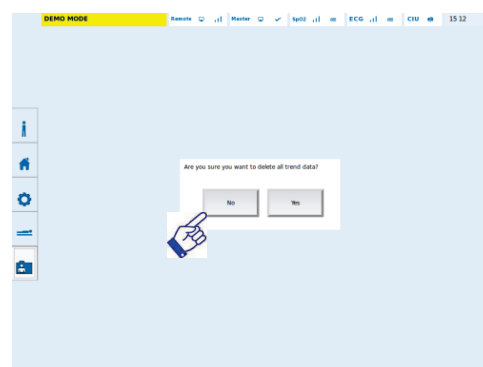 DEMO MODE Remote Master SpO2 ECG CIU 15 12
Are you sure you want to delete all trend data?
No Yes